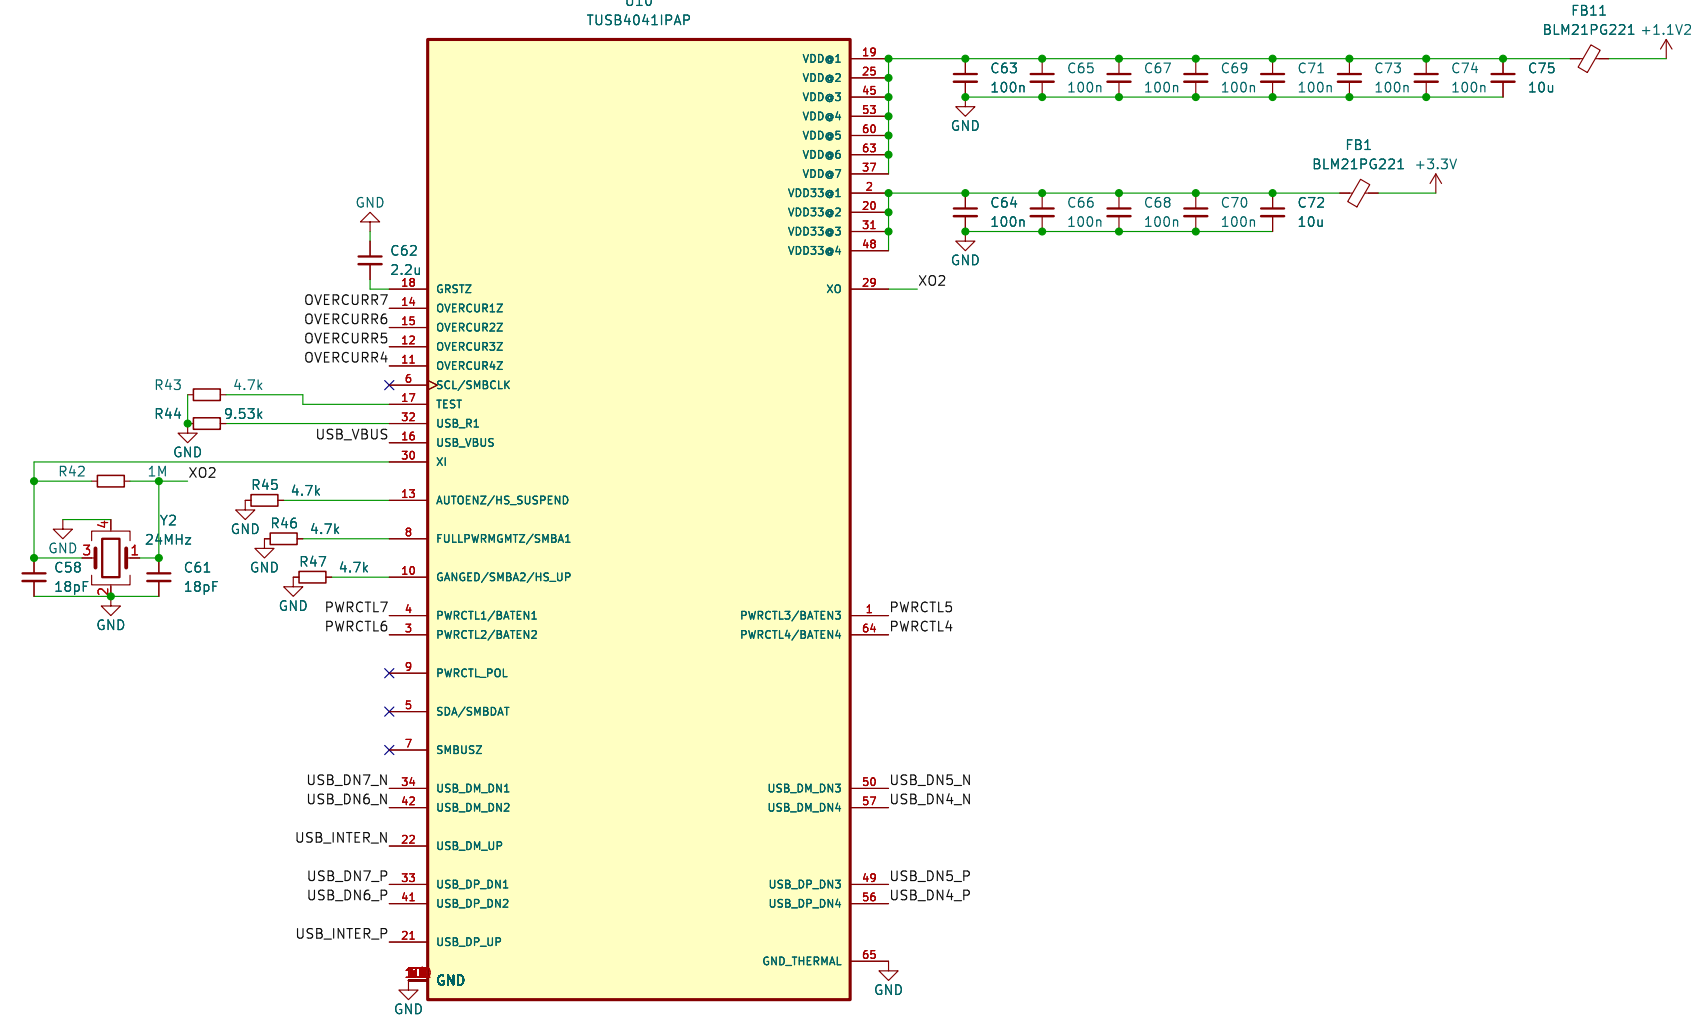 TUSB4041IPAP
FB11
BLM21PG221 +1.1V2
VDD@1 19
VDD@2 25
VDD@3 45
VDD@4 53
VDD@5 60
VDD@6 63
VDD@7 37
C63 C65 C67 C69 C71 C73 C74 C75
100n 100n 100n 100n 100n 100n 100n 10u
GND
FB1
BLM21PG221 +3.3V
VDD33@1 2
VDD33@2 20
VDD33@3 31
VDD33@4 48
C64 C66 C68 C70 C72
100n 100n 100n 100n 10u
GND
XO 29 XO2
GND
C62
2.2u
18 GRSTZ
OVERCURR7 14 OVERCUR1Z
OVERCURR6 15 OVERCUR2Z
OVERCURR5 12 OVERCUR3Z
OVERCURR4 11 OVERCUR4Z
6 SCL/SMBCLK
R43 4.7k
17 TEST
R44 9.53k
32 USB_R1
GND
USB_VBUS 16 USB_VBUS
30 XI
R42 1M XO2
Y2
24MHz
4
GND
3 1
2
C58
18pF
C61
18pF
GND
R45 4.7k
13 AUTOENZ/HS_SUSPEND
GND
R46 4.7k
8 FULLPWRMGMTZ/SMBA1
GND
R47 4.7k
10 GANGED/SMBA2/HS_UP
GND
PWRCTL7 4 PWRCTL1/BATEN1
PWRCTL6 3 PWRCTL2/BATEN2
PWRCTL3/BATEN3 1 PWRCTL5
PWRCTL4/BATEN4 64 PWRCTL4
9 PWRCTL_POL
5 SDA/SMBDAT
7 SMBUSZ
USB_DN7_N 34 USB_DM_DN1
USB_DN6_N 42 USB_DM_DN2
USB_DM_DN3 50 USB_DN5_N
USB_DM_DN4 57 USB_DN4_N
USB_INTER_N 22 USB_DM_UP
USB_DN7_P 33 USB_DP_DN1
USB_DN6_P 41 USB_DP_DN2
USB_DP_DN3 49 USB_DN5_P
USB_DP_DN4 56 USB_DN4_P
USB_INTER_P 21 USB_DP_UP
GND_THERMAL 65
GND
GND
GND